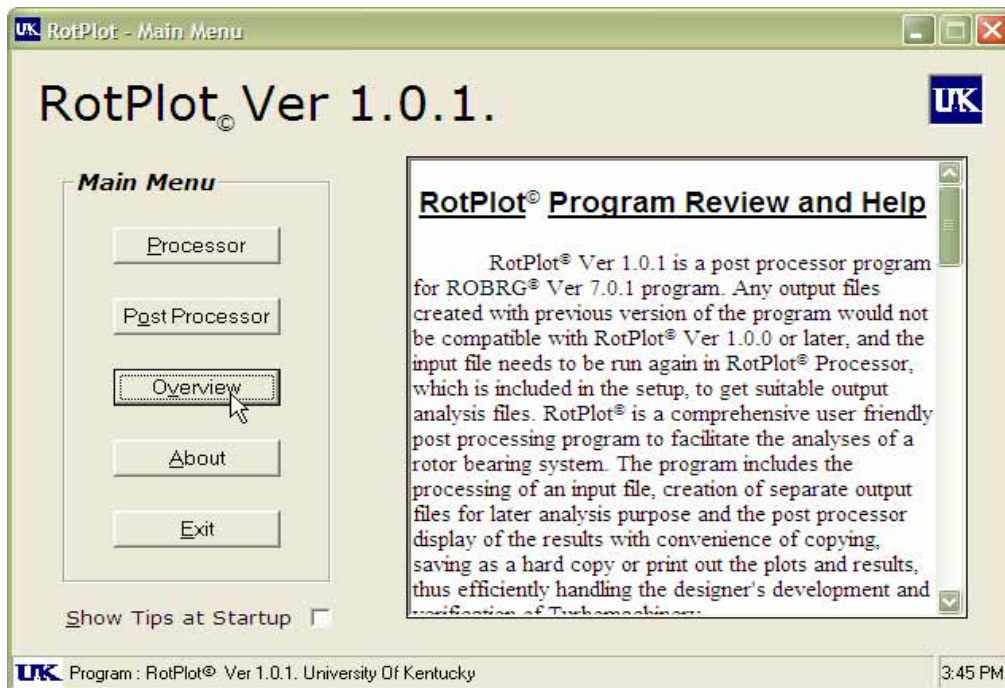 UK RotPlot - Main Menu
RotPlot© Ver 1.0.1.
UK
Main Menu
Processor
Post Processor
Overview
About
Exit
Show Tips at Startup
RotPlot© Program Review and Help
RotPlot® Ver 1.0.1 is a post processor program
for ROBRG® Ver 7.0.1 program. Any output files
created with previous version of the program would not
be compatible with RotPlot® Ver 1.0.0 or later, and the
input file needs to be run again in RotPlot® Processor,
which is included in the setup, to get suitable output
analysis files. RotPlot® is a comprehensive user friendly
post processing program to facilitate the analyses of a
rotor bearing system. The program includes the
processing of an input file, creation of separate output
files for later analysis purpose and the post processor
display of the results with convenience of copying,
saving as a hard copy or print out the plots and results,
thus efficiently handling the designer's development and
verification of Turbomachinery
UK Program : RotPlot© Ver 1.0.1. University Of Kentucky
3:45 PM